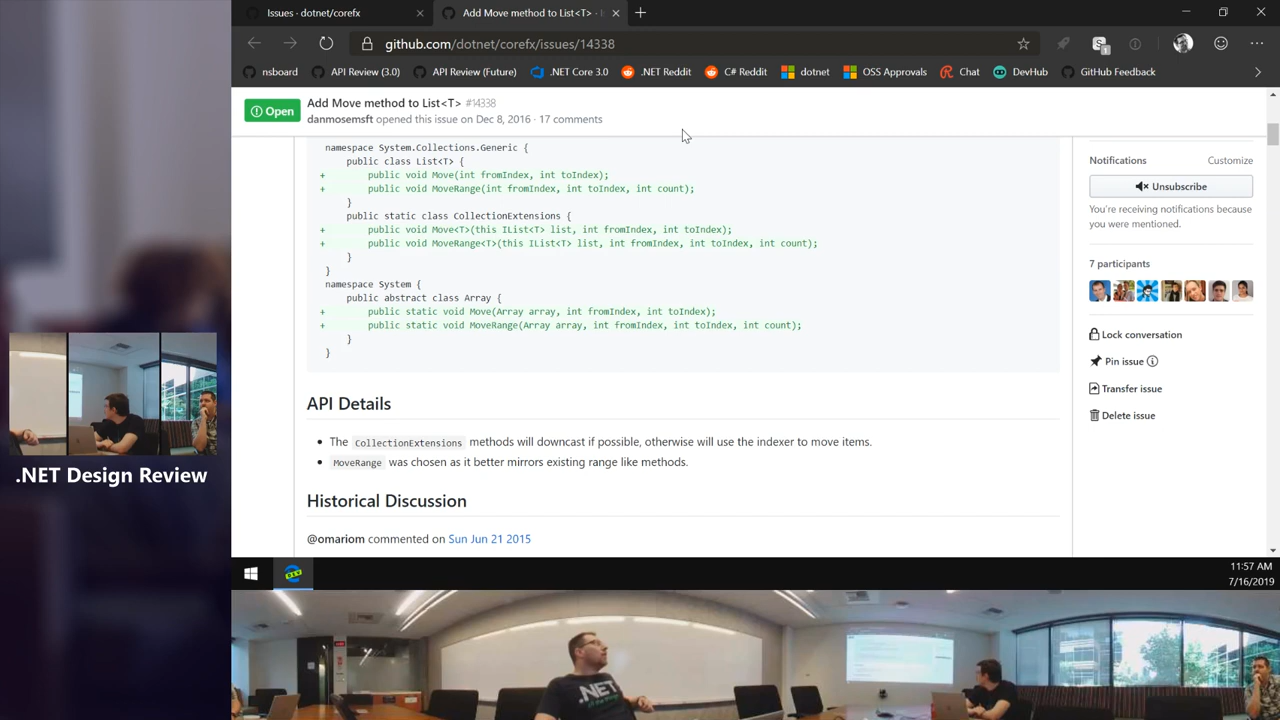 Issues · dotnet/corefx
Add Move method to List<T> ·
github.com/dotnet/corefx/issues/14338
nsboard
API Review (3.0)
API Review (Future)
.NET Core 3.0
.NET Reddit
C# Reddit
dotnet
OSS Approvals
Chat
DevHub
GitHub Feedback
Open
Add Move method to List<T> #14338
danmosemsft opened this issue on Dec 8, 2016 · 17 comments
namespace System.Collections.Generic {
public class List<T> {
+ public void Move(int fromIndex, int toIndex);
+ public void MoveRange(int fromIndex, int toIndex, int count);
}
public static class CollectionExtensions {
+ public void Move<T>(this IList<T> list, int fromIndex, int toIndex);
+ public void MoveRange<T>(this IList<T> list, int fromIndex, int toIndex, int count);
}
}
namespace System {
public abstract class Array {
+ public static void Move(Array array, int fromIndex, int toIndex);
+ public static void MoveRange(Array array, int fromIndex, int toIndex, int count);
}
}
API Details
• The CollectionExtensions methods will downcast if possible, otherwise will use the indexer to move items.
• MoveRange was chosen as it better mirrors existing range like methods.
Historical Discussion
@omariom commented on Sun Jun 21 2015
Notifications
Customize
Unsubscribe
You're receiving notifications because
you were mentioned.
7 participants
Lock conversation
Pin issue
Transfer issue
Delete issue
.NET Design Review
11:57 AM
7/16/2019
.NET